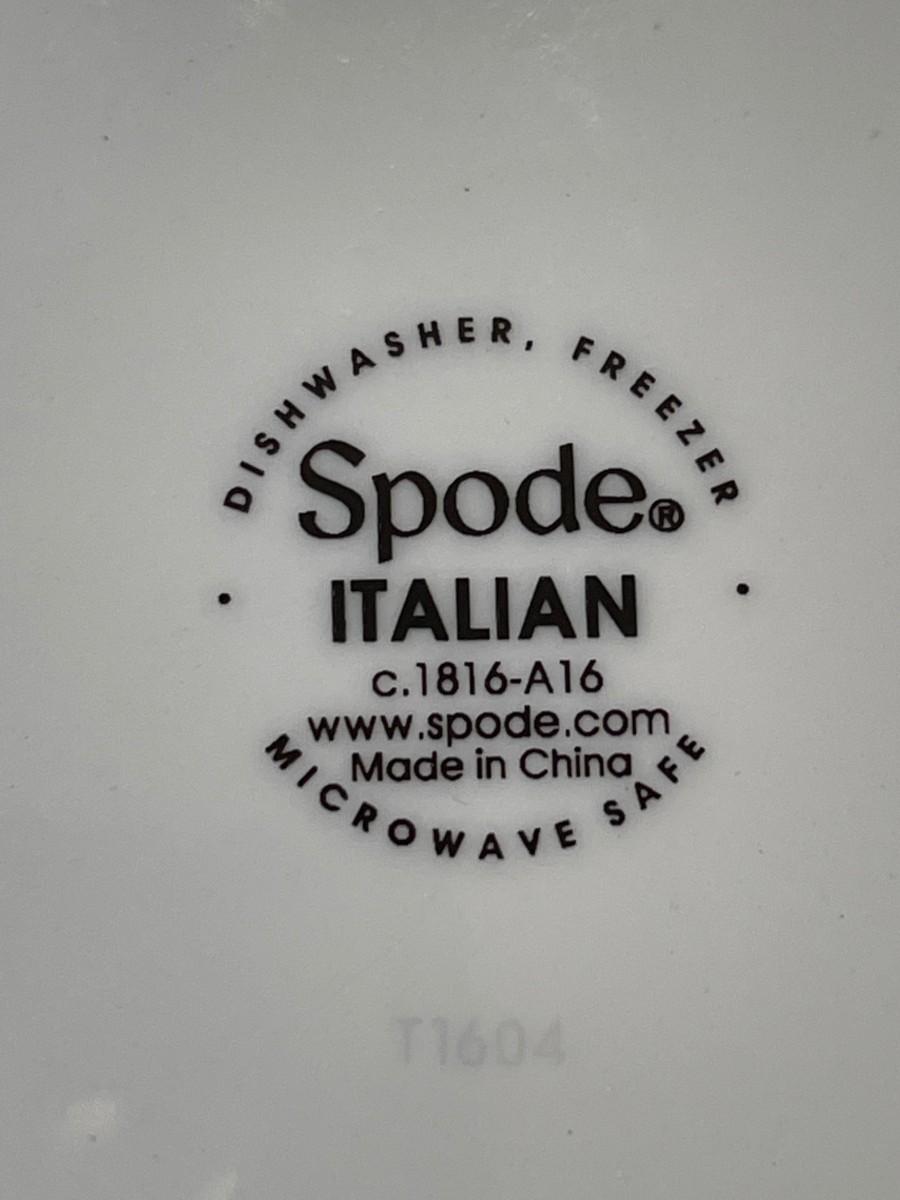 DISHWASHER, FREEZER
Spode®
ITALIAN
c.1816-A16
www.spode.com
Made in China
MICROWAVE SAFE
T1604